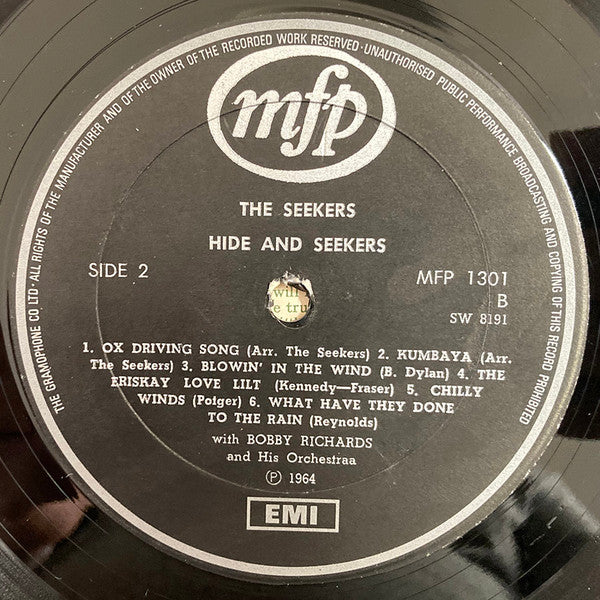 THE GRAMOPHONE CO LTD · ALL RIGHTS OF THE MANUFACTURER AND OF THE OWNER OF THE RECORDED WORK RESERVED · UNAUTHORISED PUBLIC PERFORMANCE BROADCASTING AND COPYING OF THIS RECORD PROHIBITED
mfp
THE SEEKERS
HIDE AND SEEKERS
SIDE 2
MFP 1301
B
SW 8191
will
e tru
1. OX DRIVING SONG (Arr. The Seekers) 2. KUMBAYA (Arr.
The Seekers) 3. BLOWIN' IN THE WIND (B. Dylan) 4. THE
ERISKAY LOVE LILT (Kennedy—Fraser) 5. CHILLY
WINDS (Potger) 6. WHAT HAVE THEY DONE
TO THE RAIN (Reynolds)
with BOBBY RICHARDS
and His Orchestraa
Ⓟ 1964
EMI